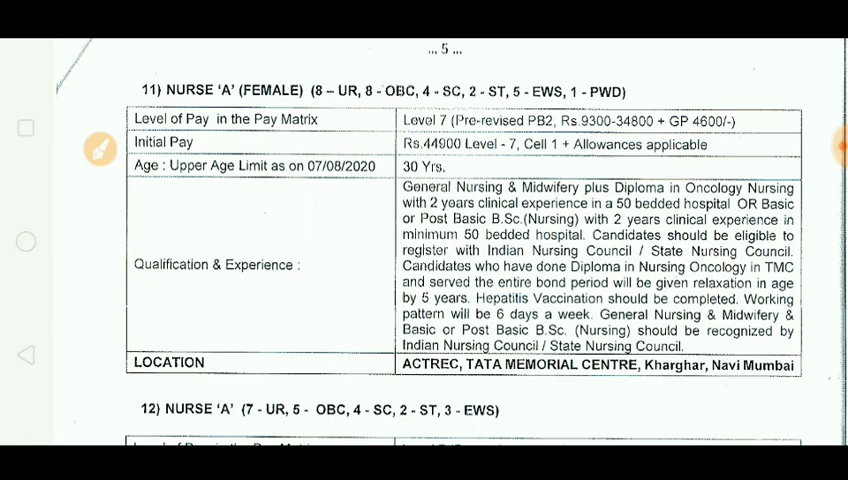 ... 5 ...
11) NURSE ‘A’ (FEMALE) (8 – UR, 8 - OBC, 4 - SC, 2 - ST, 5 - EWS, 1 - PWD)
Level of Pay in the Pay Matrix
Level 7 (Pre-revised PB2, Rs.9300-34800 + GP 4600/-)
Initial Pay
Rs.44900 Level - 7, Cell 1 + Allowances applicable
Age : Upper Age Limit as on 07/08/2020
30 Yrs.
Qualification & Experience :
General Nursing & Midwifery plus Diploma in Oncology Nursing
with 2 years clinical experience in a 50 bedded hospital OR Basic
or Post Basic B.Sc.(Nursing) with 2 years clinical experience in
minimum 50 bedded hospital. Candidates should be eligible to
register with Indian Nursing Council / State Nursing Council.
Candidates who have done Diploma in Nursing Oncology in TMC
and served the entire bond period will be given relaxation in age
by 5 years. Hepatitis Vaccination should be completed. Working
pattern will be 6 days a week. General Nursing & Midwifery &
Basic or Post Basic B.Sc. (Nursing) should be recognized by
Indian Nursing Council / State Nursing Council.
LOCATION
ACTREC, TATA MEMORIAL CENTRE, Kharghar, Navi Mumbai
12) NURSE ‘A’ (7 - UR, 5 - OBC, 4 - SC, 2 - ST, 3 - EWS)